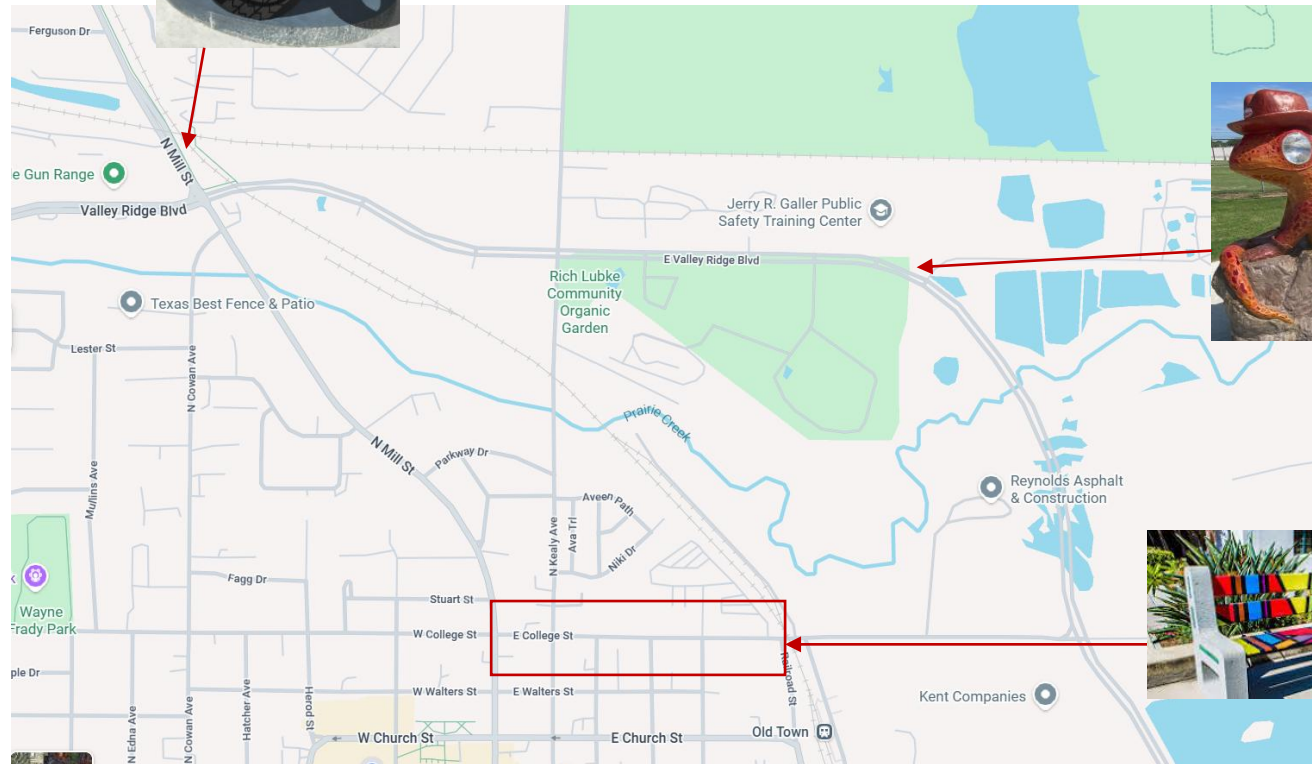 Ferguson Dr
N Mill St
e Gun Range
Valley Ridge Blvd
Jerry R. Galler Public
Safety Training Center
E Valley Ridge Blvd
Rich Lubke
Community
Organic
Garden
Texas Best Fence & Patio
Lester St
N Cowan Ave
Prairie Creek
N Mill St
Parkway Dr
Mullins Ave
Reynolds Asphalt
& Construction
Aveen Path
N Kealy Ave
Ava Trl
Niki Dr
Fagg Dr
Wayne
Frady Park
Stuart St
W College St
E College St
Railroad St
ple Dr
W Walters St
E Walters St
Kent Companies
N Edna Ave
N Cowan Ave
Hatcher Ave
Herod St
W Church St
E Church St
Old Town